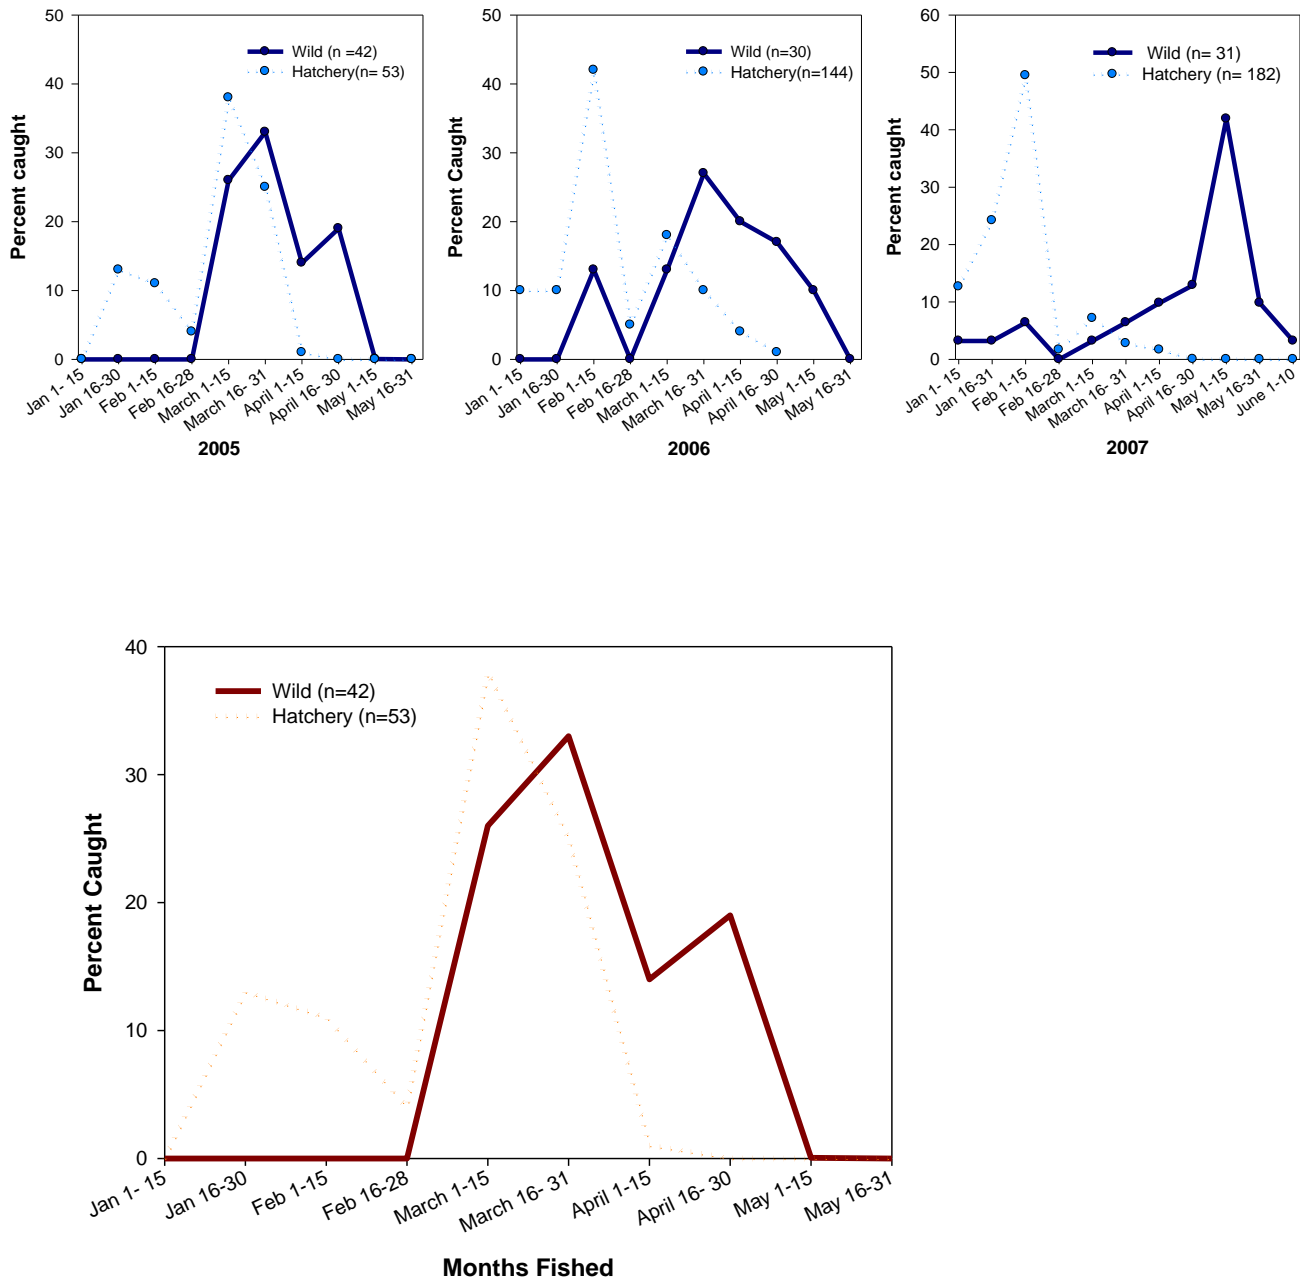 50
40
30
20
10
0
Percent caught
Wild (n =42)
Hatchery(n= 53)
Jan 1- 15
Jan 16-30
Feb 1-15
Feb 16-28
March 1-15
March 16- 31
April 1-15
April 16-30
May 1-15
May 16-31
2005
50
40
30
20
10
0
Percent Caught
Wild (n=30)
Hatchery(n=144)
Jan 1- 15
Jan 16-30
Feb 1-15
Feb 16-28
March 1-15
March 16- 31
April 1-15
April 16-30
May 1-15
May 16-31
2006
60
50
40
30
20
10
0
Percent caught
Wild (n= 31)
Hatchery (n= 182)
Jan 1- 15
Jan 16-31
Feb 1-15
Feb 16-28
March 1-15
March 16- 31
April 1-15
April 16-30
May 1-15
May 16-31
June 1-10
2007
40
30
20
10
0
Percent Caught
Wild (n=42)
Hatchery (n=53)
Jan 1- 15
Jan 16-30
Feb 1-15
Feb 16-28
March 1-15
March 16- 31
April 1-15
April 16- 30
May 1-15
May 16-31
Months Fished